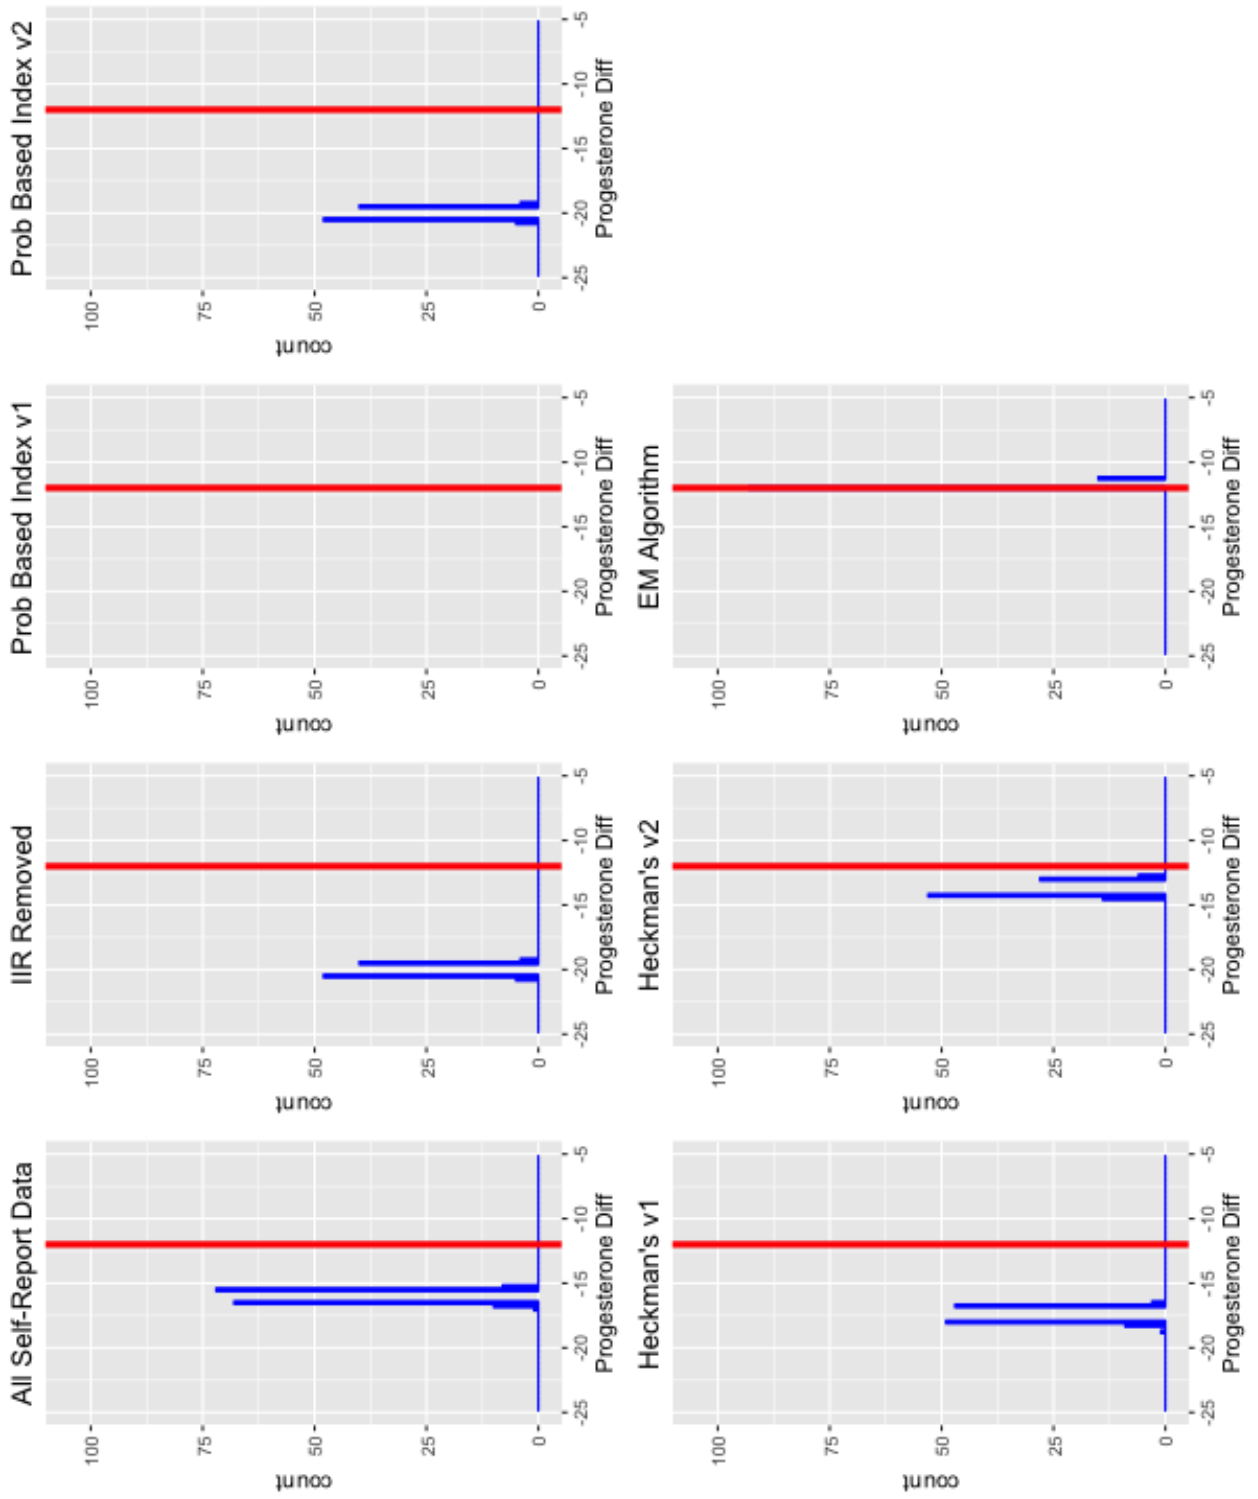 All Self-Report Data
100
75
50
25
0
count
-25 -20 -15 -10 -5
Progesterone Diff
IIR Removed
100
75
50
25
0
count
-25 -20 -15 -10 -5
Progesterone Diff
Prob Based Index v1
100
75
50
25
0
count
-25 -20 -15 -10 -5
Progesterone Diff
Prob Based Index v2
100
75
50
25
0
count
-25 -20 -15 -10 -5
Progesterone Diff
Heckman's v1
100
75
50
25
0
count
-25 -20 -15 -10 -5
Progesterone Diff
Heckman's v2
100
75
50
25
0
count
-25 -20 -15 -10 -5
Progesterone Diff
EM Algorithm
100
75
50
25
0
count
-25 -20 -15 -10 -5
Progesterone Diff